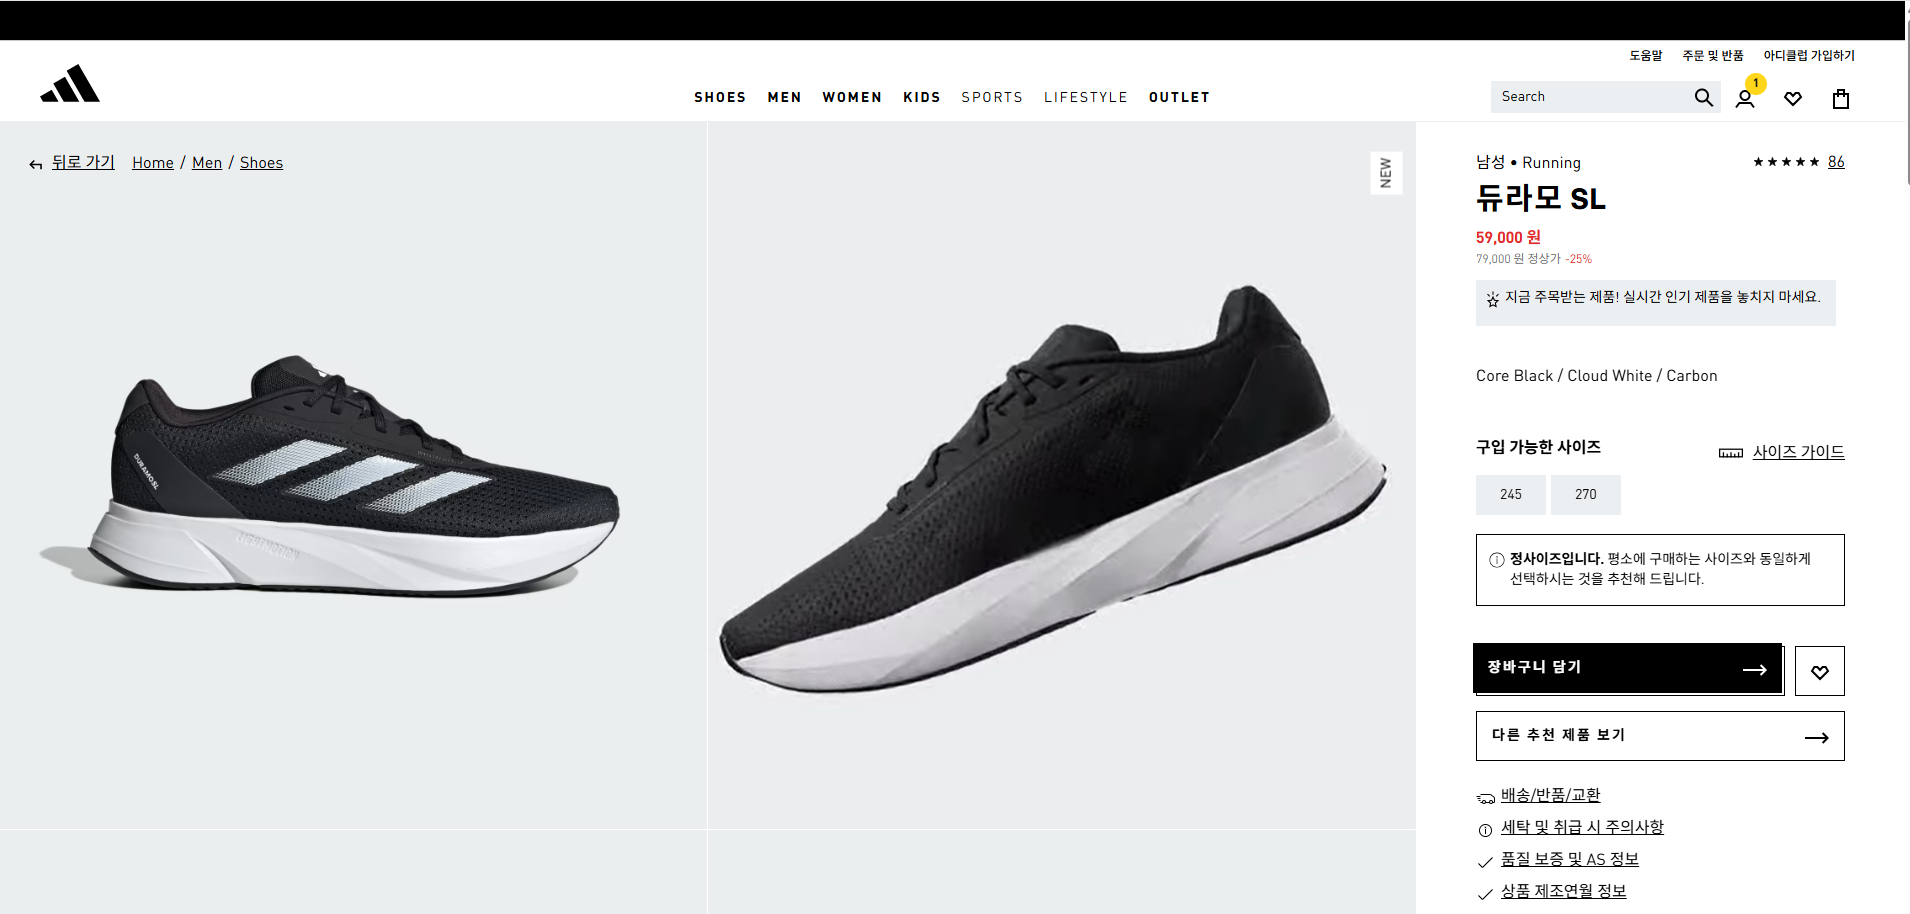 도움말 주문 및 반품 아디클럽 가입하기
SHOES MEN WOMEN KIDS SPORTS LIFESTYLE OUTLET
Search
1
뒤로 가기 Home / Men / Shoes
NEW
DURAMO SL
LIGHTMOTION
남성 • Running
86
듀라모 SL
59,000 원
79,000 원 정상가 -25%
지금 주목받는 제품! 실시간 인기 제품을 놓치지 마세요.
Core Black / Cloud White / Carbon
구입 가능한 사이즈
사이즈 가이드
245 270
정사이즈입니다. 평소에 구매하는 사이즈와 동일하게
선택하시는 것을 추천해 드립니다.
장바구니 담기
다른 추천 제품 보기
배송/반품/교환
세탁 및 취급 시 주의사항
품질 보증 및 AS 정보
상품 제조연월 정보